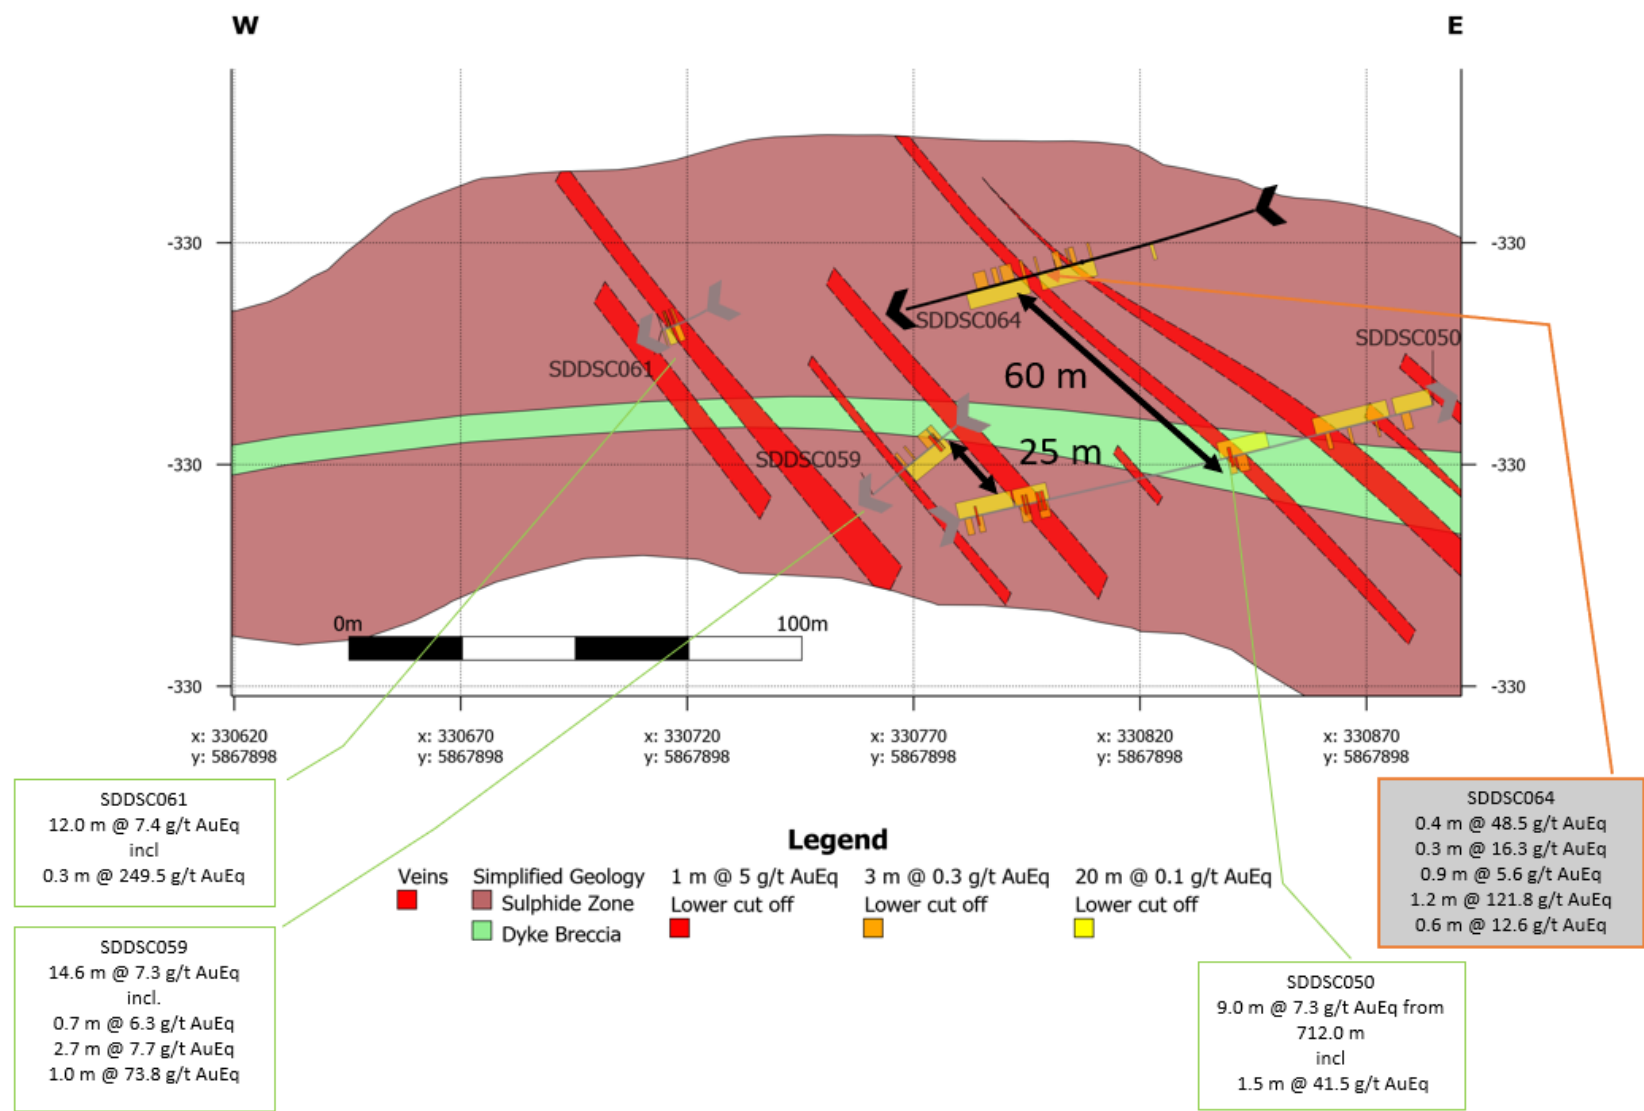 W
E
-330
-330
SDDSC064
SDDSC050
SDDSC061
60 m
25 m
SDDSC059
-330
-330
0m
100m
-330
-330
x: 330620
y: 5867898
x: 330670
y: 5867898
x: 330720
y: 5867898
x: 330770
y: 5867898
x: 330820
y: 5867898
x: 330870
y: 5867898
SDDSC061
12.0 m @ 7.4 g/t AuEq
incl
0.3 m @ 249.5 g/t AuEq
SDDSC059
14.6 m @ 7.3 g/t AuEq
incl.
0.7 m @ 6.3 g/t AuEq
2.7 m @ 7.7 g/t AuEq
1.0 m @ 73.8 g/t AuEq
Legend
Veins
Simplified Geology
Sulphide Zone
Dyke Breccia
1 m @ 5 g/t AuEq
Lower cut off
3 m @ 0.3 g/t AuEq
Lower cut off
20 m @ 0.1 g/t AuEq
Lower cut off
SDDSC064
0.4 m @ 48.5 g/t AuEq
0.3 m @ 16.3 g/t AuEq
0.9 m @ 5.6 g/t AuEq
1.2 m @ 121.8 g/t AuEq
0.6 m @ 12.6 g/t AuEq
SDDSC050
9.0 m @ 7.3 g/t AuEq from
712.0 m
incl
1.5 m @ 41.5 g/t AuEq